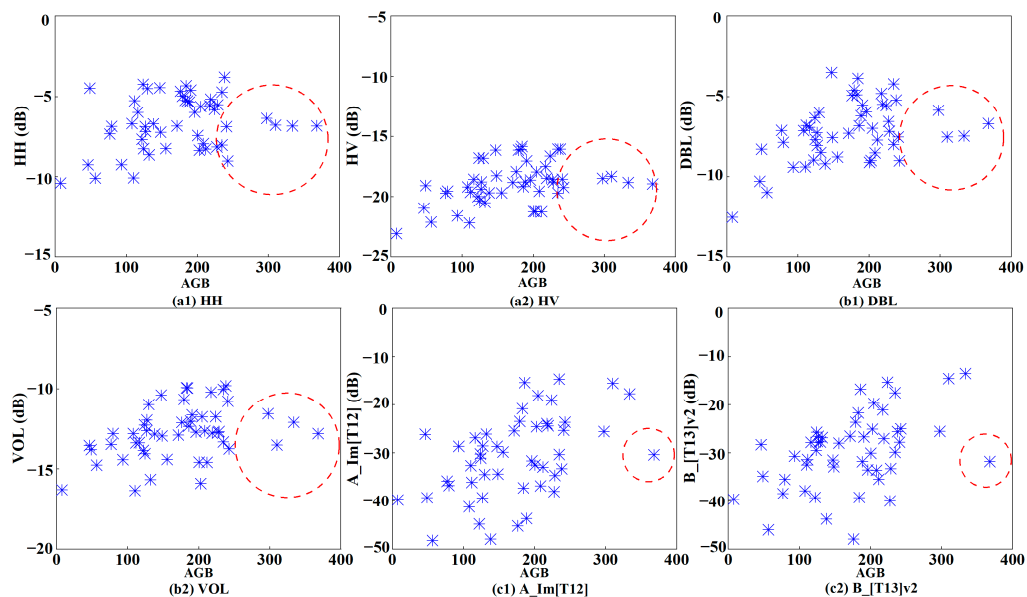 0
−5
−10
−15
HH (dB)
0 100 200 300 400
AGB
(a1) HH
−5
−10
−15
−20
−25
HV (dB)
0 100 200 300 400
AGB
(a2) HV
0
−5
−10
−15
DBL (dB)
0 100 200 300 400
AGB
(b1) DBL
−5
−10
−15
−20
VOL (dB)
0 100 200 300 400
AGB
(b2) VOL
0
−10
−20
−30
−40
−50
A_Im[T12] (dB)
0 100 200 300 400
AGB
(c1) A_Im[T12]
0
−10
−20
−30
−40
−50
B_[T13]v2 (dB)
0 100 200 300 400
AGB
(c2) B_[T13]v2